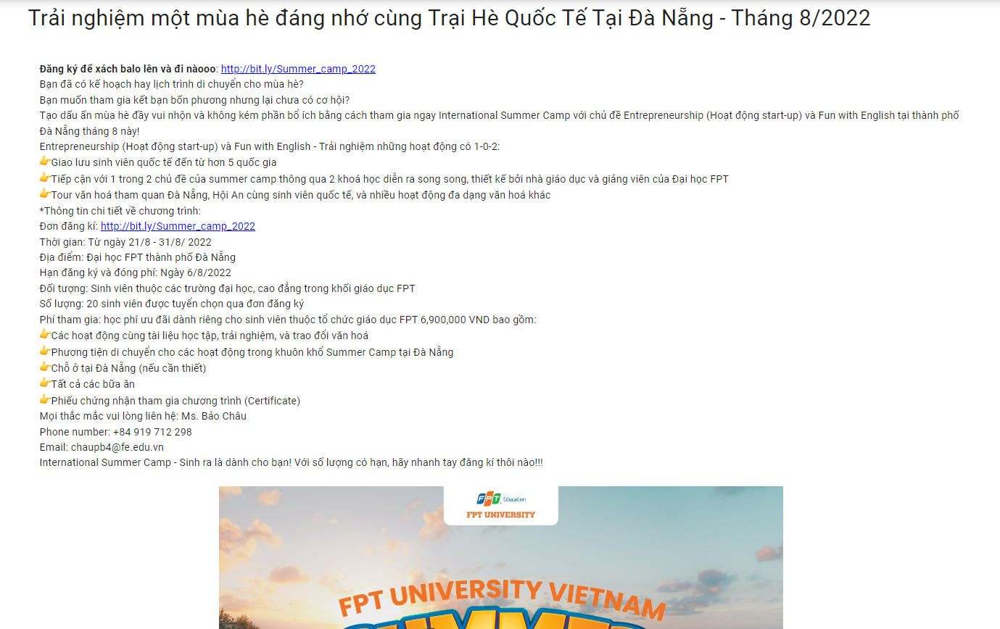 Trải nghiệm một mùa hè đáng nhớ cùng Trại Hè Quốc Tế Tại Đà Nẵng - Tháng 8/2022
Đăng ký để xách balo lên và đi nàooo: http://bit.ly/Summer_camp_2022
Bạn đã có kế hoạch hay lịch trình di chuyển cho mùa hè?
Bạn muốn tham gia kết bạn bốn phương nhưng lại chưa có cơ hội?
Tạo dấu ấn mùa hè đầy vui nhộn và không kém phần bổ ích bằng cách tham gia ngay International Summer Camp với chủ đề Entrepreneurship (Hoạt động start-up) và Fun with English tại thành phố
Đà Nẵng tháng 8 này!
Entrepreneurship (Hoạt động start-up) và Fun with English - Trải nghiệm những hoạt động có 1-0-2:
👉Giao lưu sinh viên quốc tế đến từ hơn 5 quốc gia
👉Tiếp cận với 1 trong 2 chủ đề của summer camp thông qua 2 khoá học diễn ra song song, thiết kế bởi nhà giáo dục và giảng viên của Đại học FPT
👉Tour văn hoá tham quan Đà Nẵng, Hội An cùng sinh viên quốc tế, và nhiều hoạt động đa dạng văn hoá khác
*Thông tin chi tiết về chương trình:
Đơn đăng kí: http://bit.ly/Summer_camp_2022
Thời gian: Từ ngày 21/8 - 31/8/ 2022
Địa điểm: Đại học FPT thành phố Đà Nẵng
Hạn đăng ký và đóng phí: Ngày 6/8/2022
Đối tượng: Sinh viên thuộc các trường đại học, cao đẳng trong khối giáo dục FPT
Số lượng: 20 sinh viên được tuyển chọn qua đơn đăng ký
Phí tham gia: học phí ưu đãi dành riêng cho sinh viên thuộc tổ chức giáo dục FPT 6,900,000 VND bao gồm:
👉Các hoạt động cùng tài liệu học tập, trải nghiệm, và trao đổi văn hoá
👉Phương tiện di chuyển cho các hoạt động trong khuôn khổ Summer Camp tại Đà Nẵng
👉Chỗ ở tại Đà Nẵng (nếu cần thiết)
👉Tất cả các bữa ăn
👉Phiếu chứng nhận tham gia chương trình (Certificate)
Mọi thắc mắc vui lòng liên hệ: Ms. Bảo Châu
Phone number: +84 919 712 298
Email: chaupb4@fe.edu.vn
International Summer Camp - Sinh ra là dành cho bạn! Với số lượng có hạn, hãy nhanh tay đăng kí thôi nào!!!
FPT Education
FPT UNIVERSITY
FPT UNIVERSITY VIETNAM